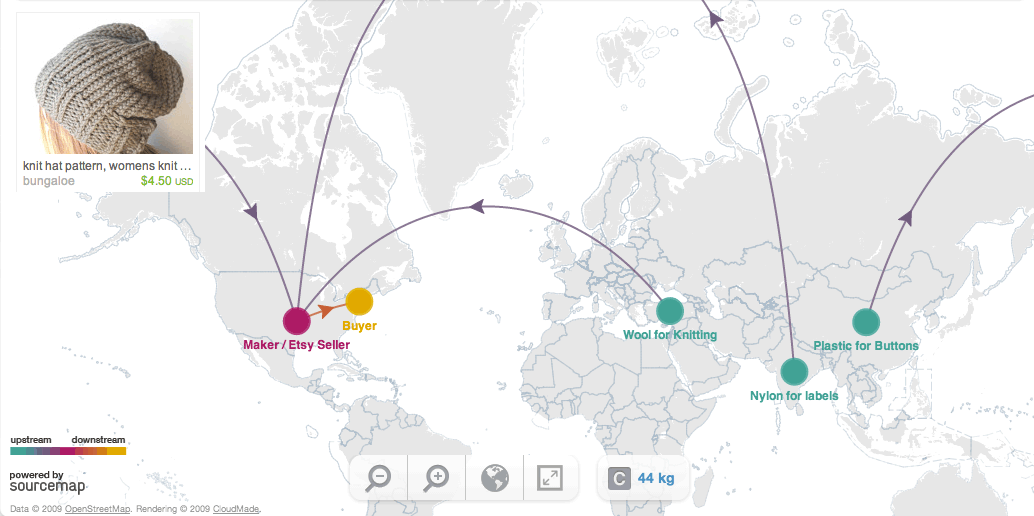 knit hat pattern, womens knit ...
bungaloe $4.50 USD
Buyer
Maker / Etsy Seller
Wool for Knitting
Plastic for Buttons
Nylon for labels
upstream downstream
powered by
sourcemap
C 44 kg
Data © 2009 OpenStreetMap. Rendering © 2009 CloudMade.